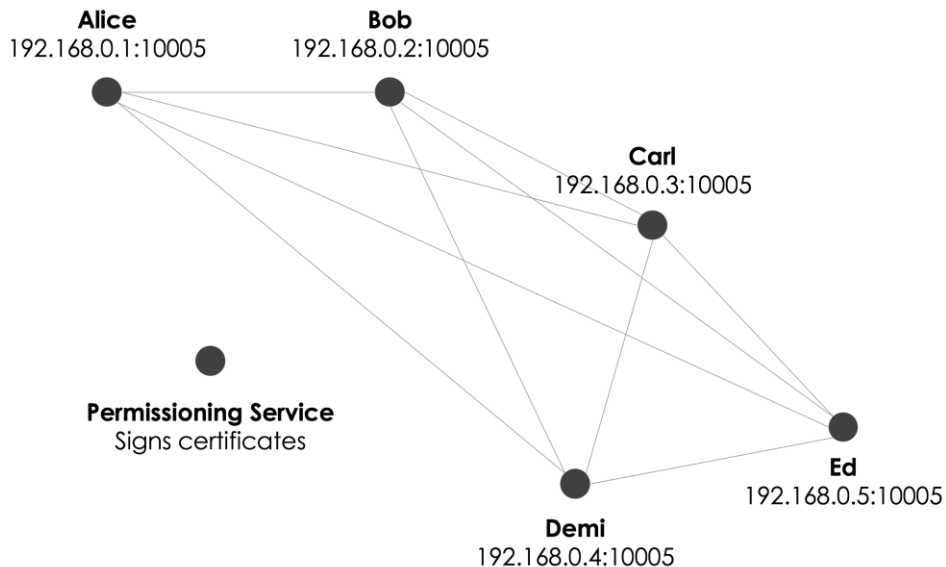 Alice
192.168.0.1:10005
Bob
192.168.0.2:10005
Carl
192.168.0.3:10005
Permissioning Service
Signs certificates
Ed
192.168.0.5:10005
Demi
192.168.0.4:10005